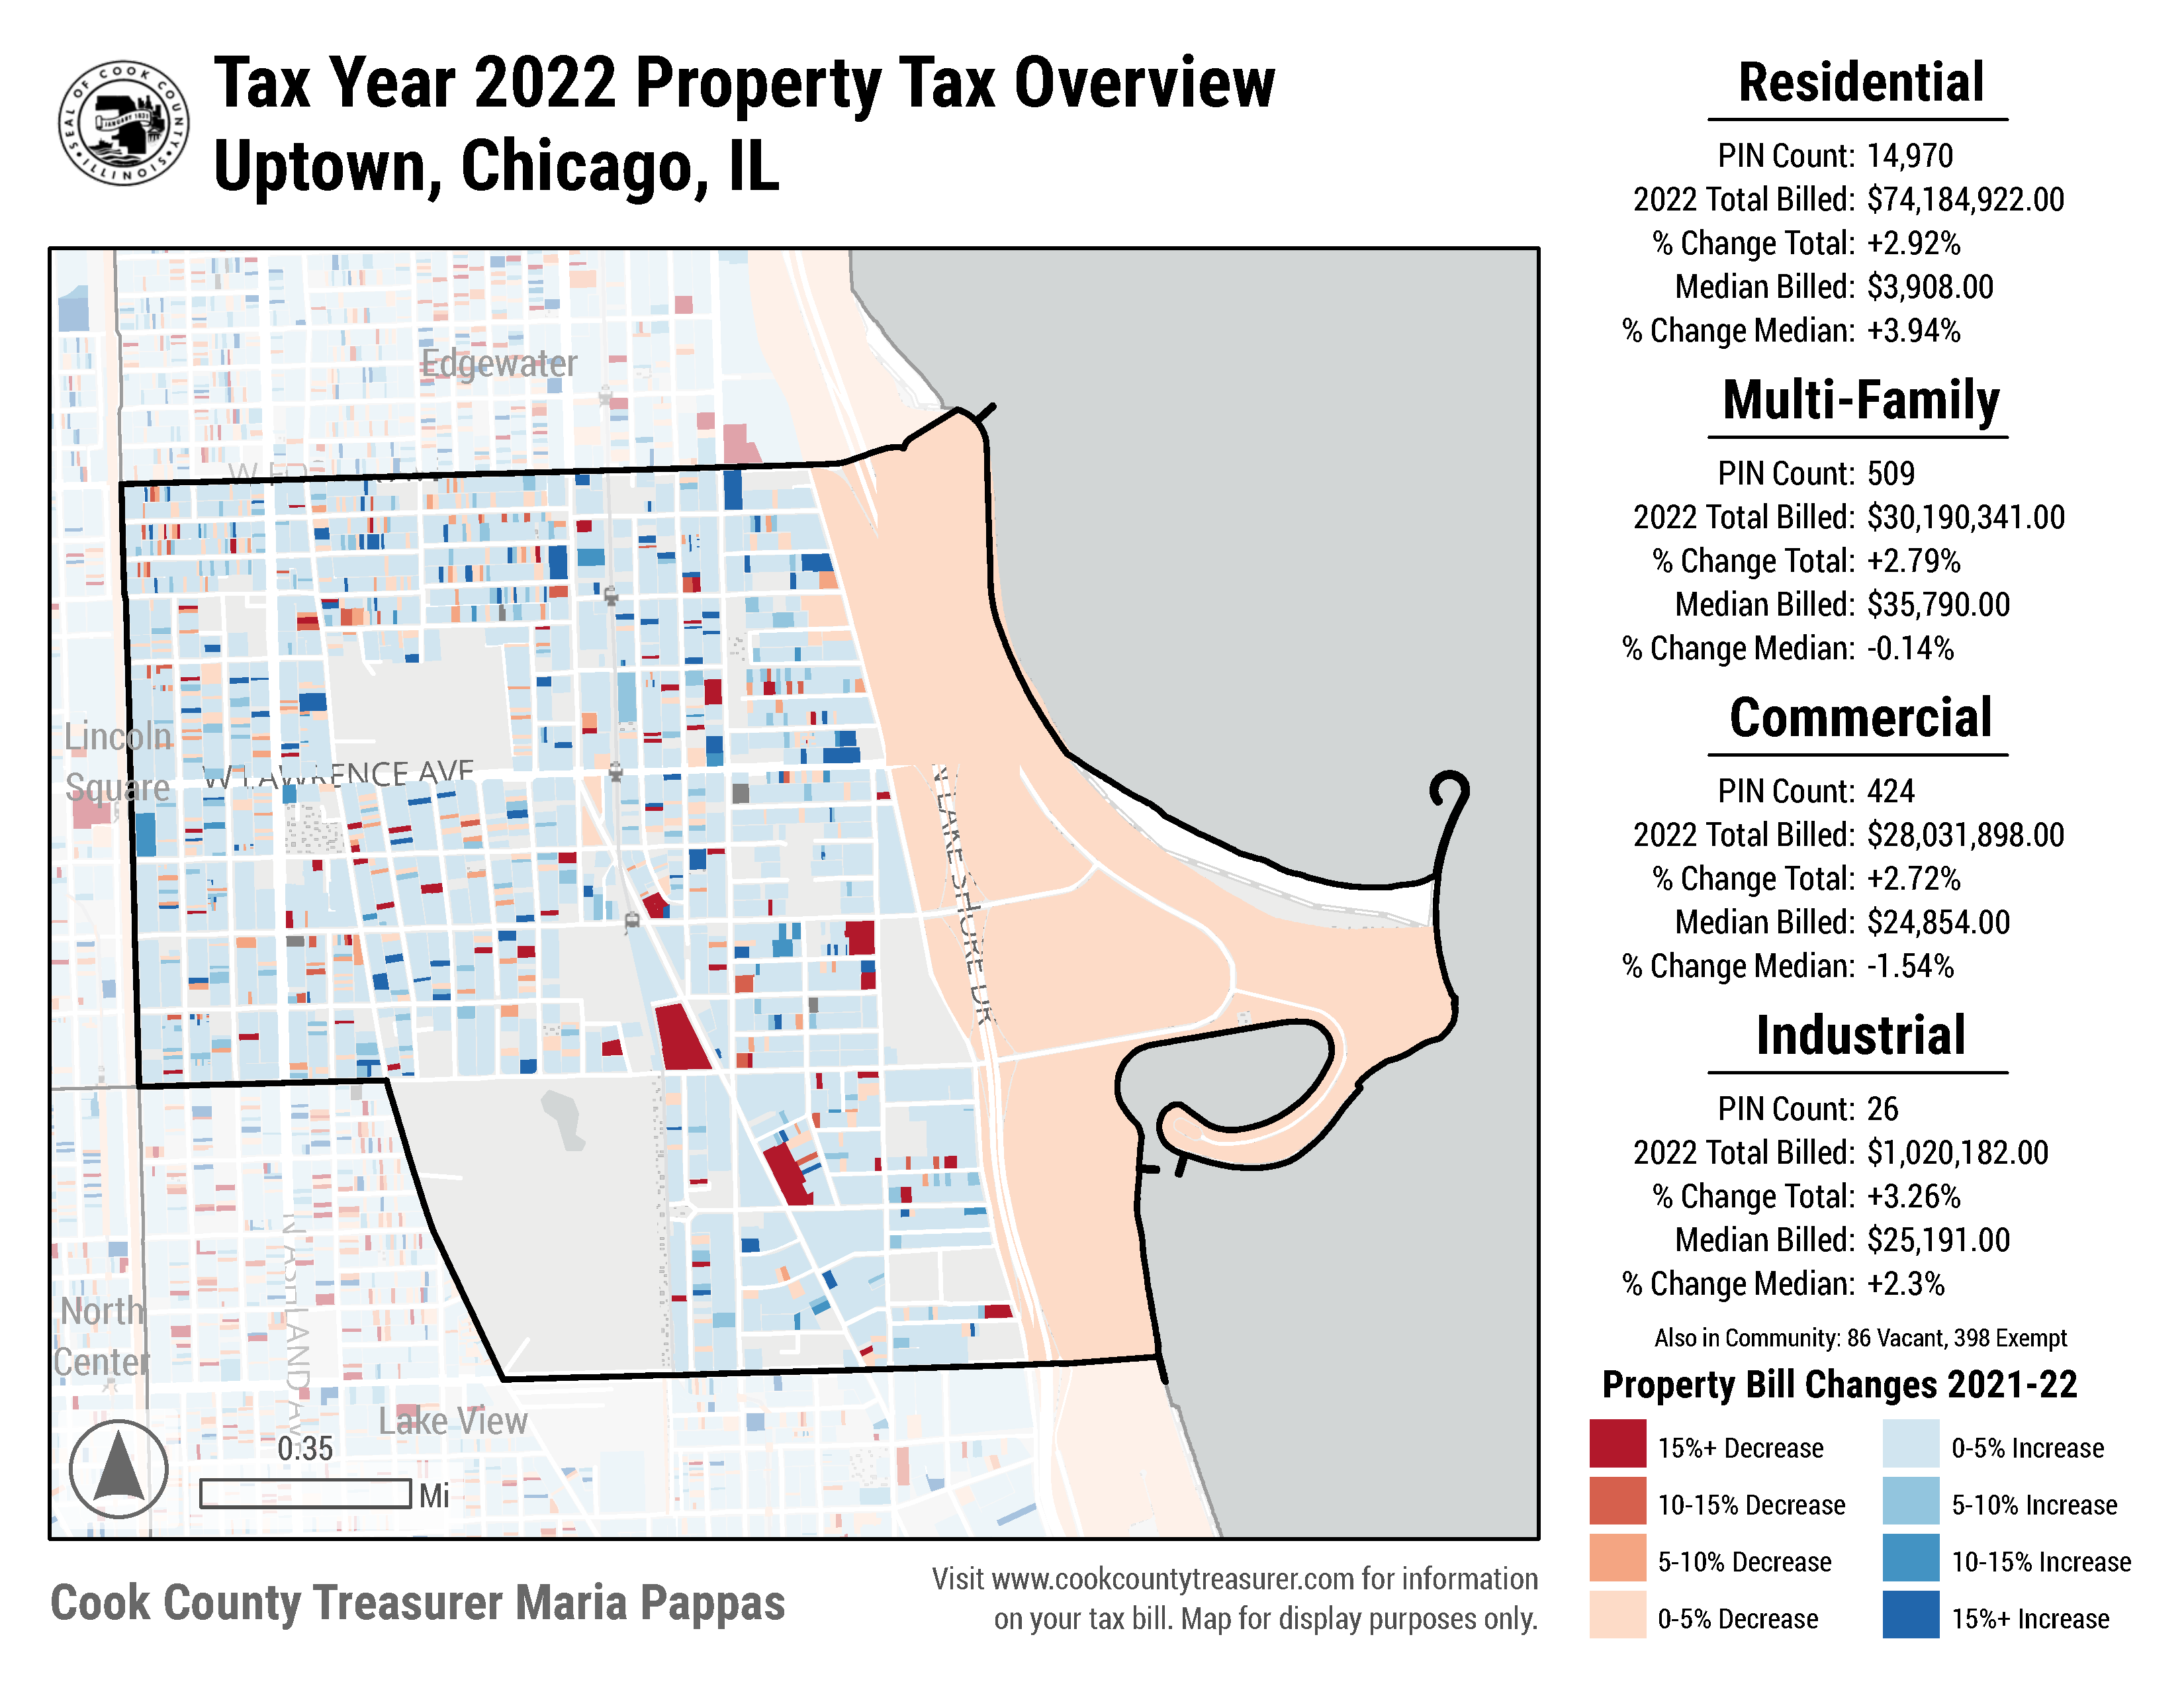 SEAL OF COOK COUNTY
ILLINOIS
JANUARY 1831
Tax Year 2022 Property Tax Overview
Uptown, Chicago, IL
Edgewater
Lincoln
Square
W LAWRENCE AVE
N LAKE SHORE DR
North
Center
N ASHLAND AV
Lake View
0.35
Mi
Cook County Treasurer Maria Pappas
Visit www.cookcountytreasurer.com for information
on your tax bill. Map for display purposes only.
Residential
PIN Count: 14,970
2022 Total Billed: $74,184,922.00
% Change Total: +2.92%
Median Billed: $3,908.00
% Change Median: +3.94%
Multi-Family
PIN Count: 509
2022 Total Billed: $30,190,341.00
% Change Total: +2.79%
Median Billed: $35,790.00
% Change Median: -0.14%
Commercial
PIN Count: 424
2022 Total Billed: $28,031,898.00
% Change Total: +2.72%
Median Billed: $24,854.00
% Change Median: -1.54%
Industrial
PIN Count: 26
2022 Total Billed: $1,020,182.00
% Change Total: +3.26%
Median Billed: $25,191.00
% Change Median: +2.3%
Also in Community: 86 Vacant, 398 Exempt
Property Bill Changes 2021-22
15%+ Decrease
10-15% Decrease
5-10% Decrease
0-5% Decrease
0-5% Increase
5-10% Increase
10-15% Increase
15%+ Increase